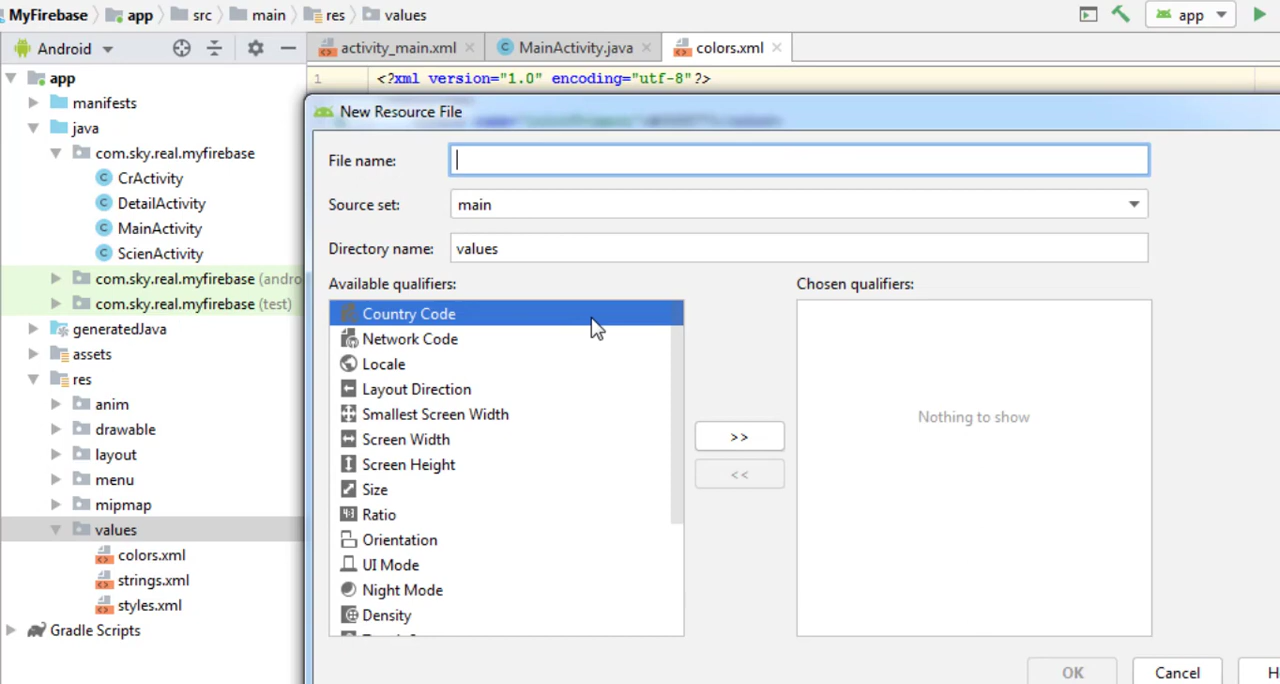 MyFirebase app src main res values
app
Android
activity_main.xml MainActivity.java colors.xml
app
1 <?xml version="1.0" encoding="utf-8"?>
manifests
java
com.sky.real.myfirebase
CrActivity
DetailActivity
MainActivity
ScienActivity
com.sky.real.myfirebase (andro
com.sky.real.myfirebase (test)
generatedJava
assets
res
anim
drawable
layout
menu
mipmap
values
colors.xml
strings.xml
styles.xml
Gradle Scripts
New Resource File
File name:
Source set: main
Directory name: values
Available qualifiers: Chosen qualifiers:
Country Code
Network Code
Locale
Layout Direction
Smallest Screen Width
Screen Width
Screen Height
Size
Ratio
Orientation
UI Mode
Night Mode
Density
>>
<<
Nothing to show
OK Cancel H